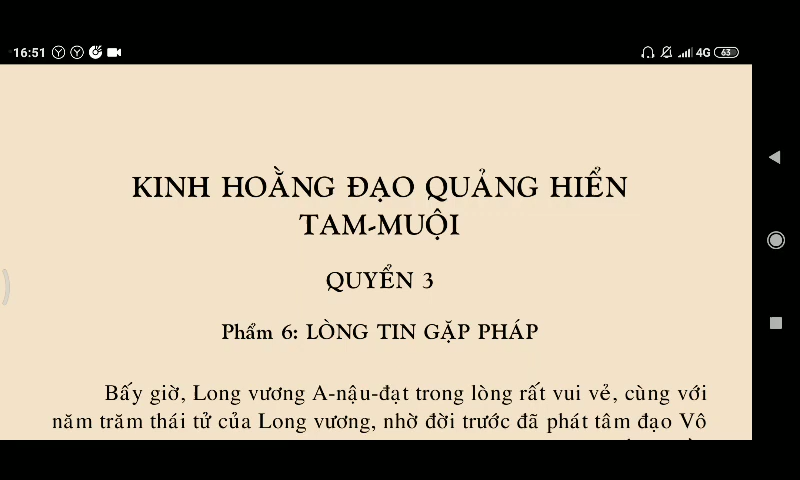 16:51
4G
63
KINH HOẰNG ĐẠO QUẢNG HIỂN
TAM-MUỘI
QUYỂN 3
Phẩm 6: LÒNG TIN GẶP PHÁP
Bấy giờ, Long vương A-nậu-đạt trong lòng rất vui vẻ, cùng với
năm trăm thái tử của Long vương, nhờ đời trước đã phát tâm đạo Vô